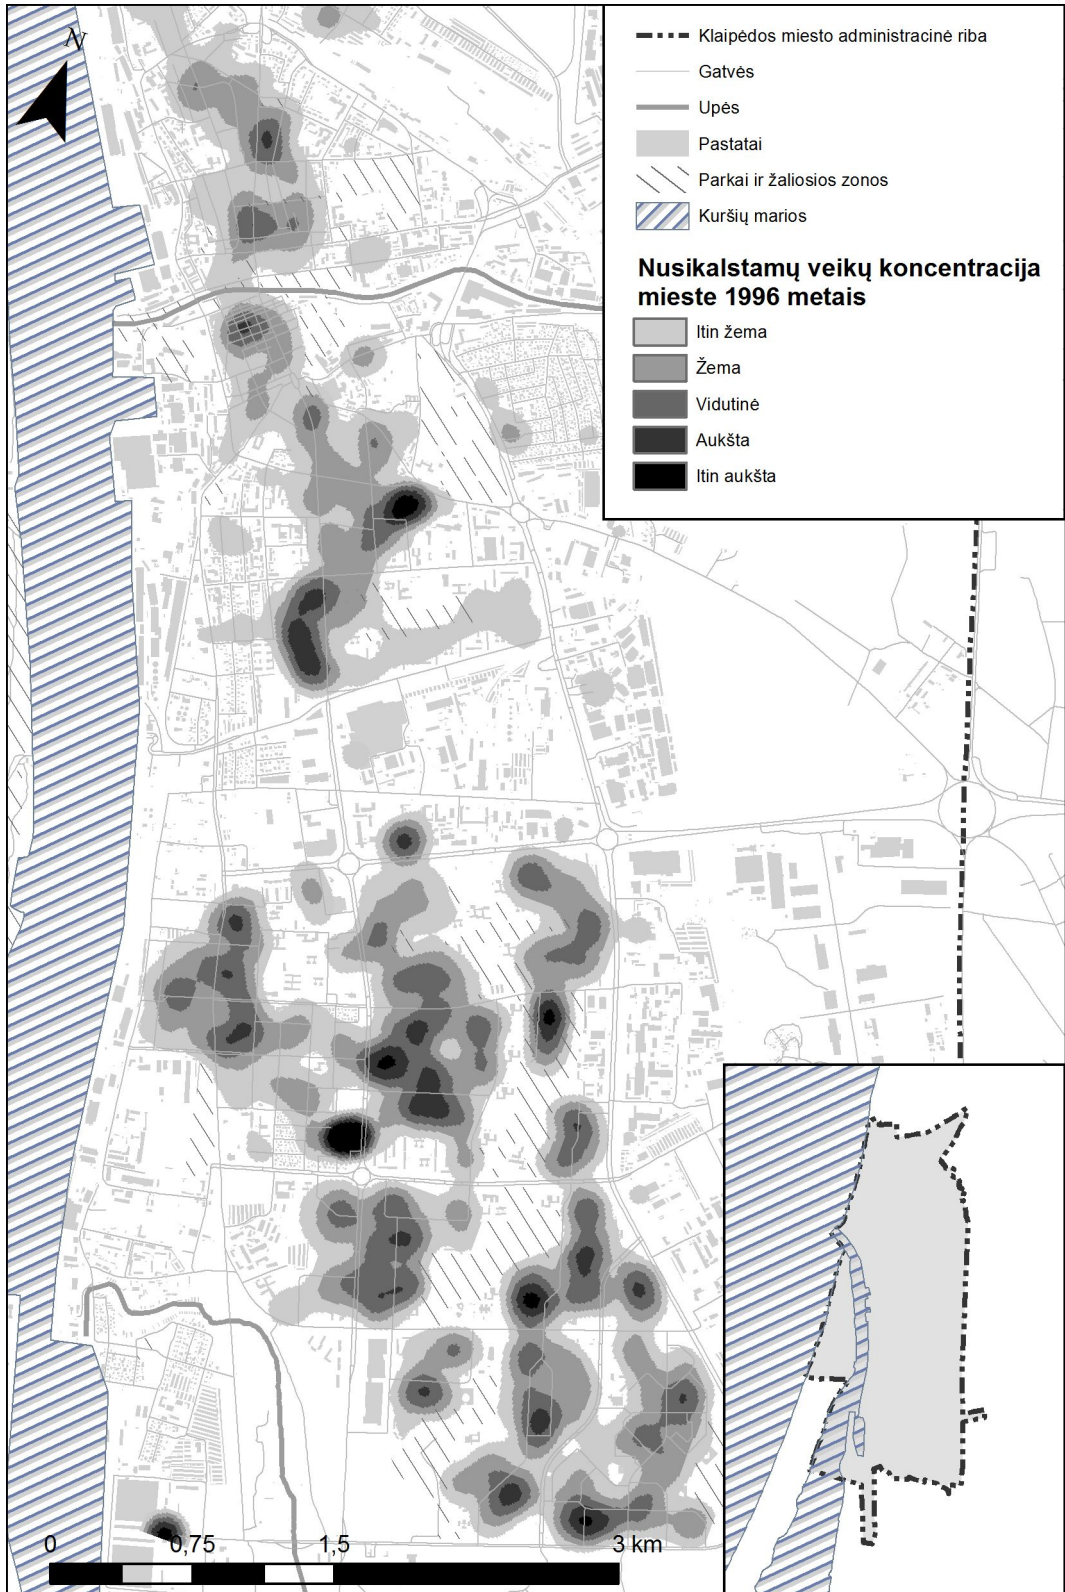 N
Klaipėdos miesto administracinė riba
Gatvės
Upės
Pastatai
Parkai ir žaliosios zonos
Kuršių marios
Nusikalstamų veikų koncentracija
mieste 1996 metais
Itin žema
Žema
Vidutinė
Aukšta
Itin aukšta
0 0,75 1,5 3 km